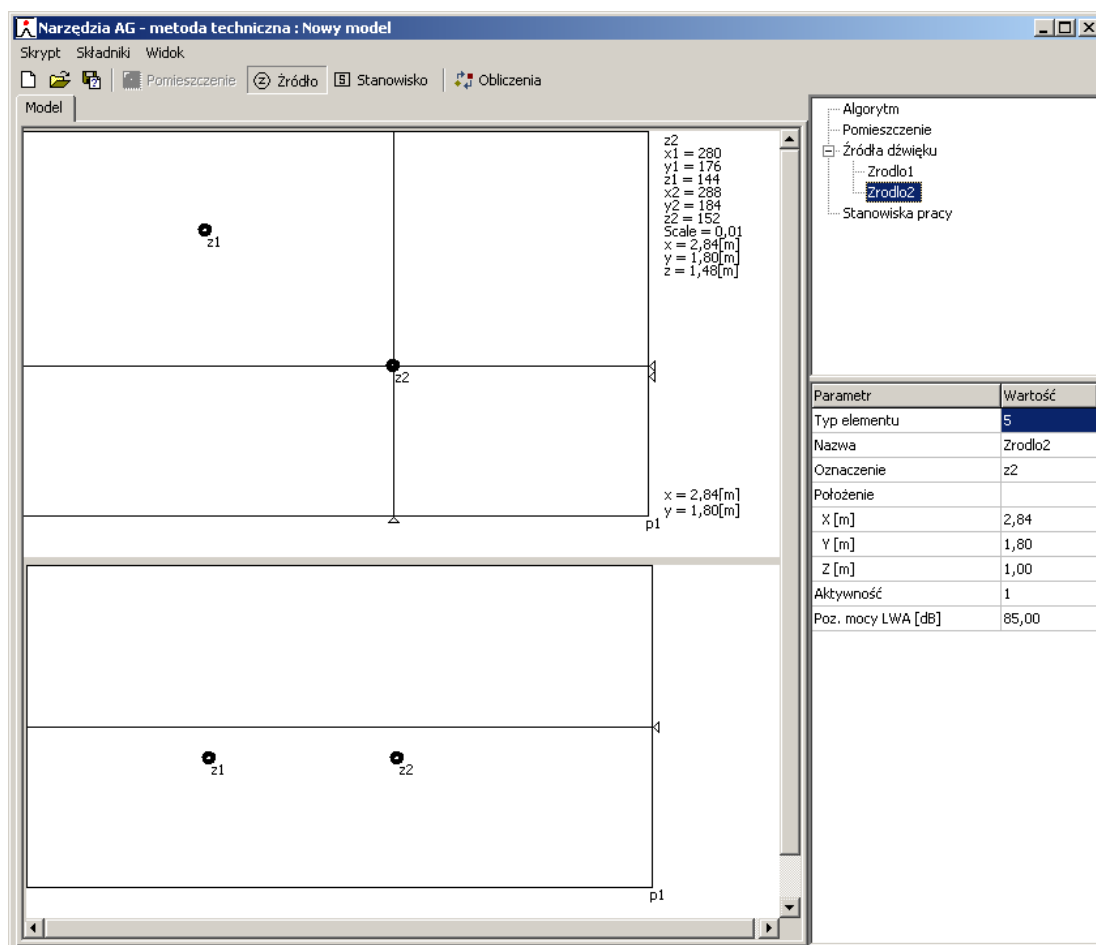 Narzędzia AG - metoda techniczna : Nowy model
Skrypt Składniki Widok
Pomieszczenie Źródło Stanowisko Obliczenia
Model
z2
x1 = 280
y1 = 176
z1 = 144
x2 = 288
y2 = 184
z2 = 152
Scale = 0,01
x = 2,84[m]
y = 1,80[m]
z = 1,48[m]
z1
z2
x = 2,84[m]
y = 1,80[m]
p1
z1
z2
p1
Algorytm
Pomieszczenie
Źródła dźwięku
Zrodlo1
Zrodlo2
Stanowiska pracy
Parametr Wartość
Typ elementu 5
Nazwa Zrodlo2
Oznaczenie z2
Położenie
X [m] 2,84
Y [m] 1,80
Z [m] 1,00
Aktywność 1
Poz. mocy LWA [dB] 85,00